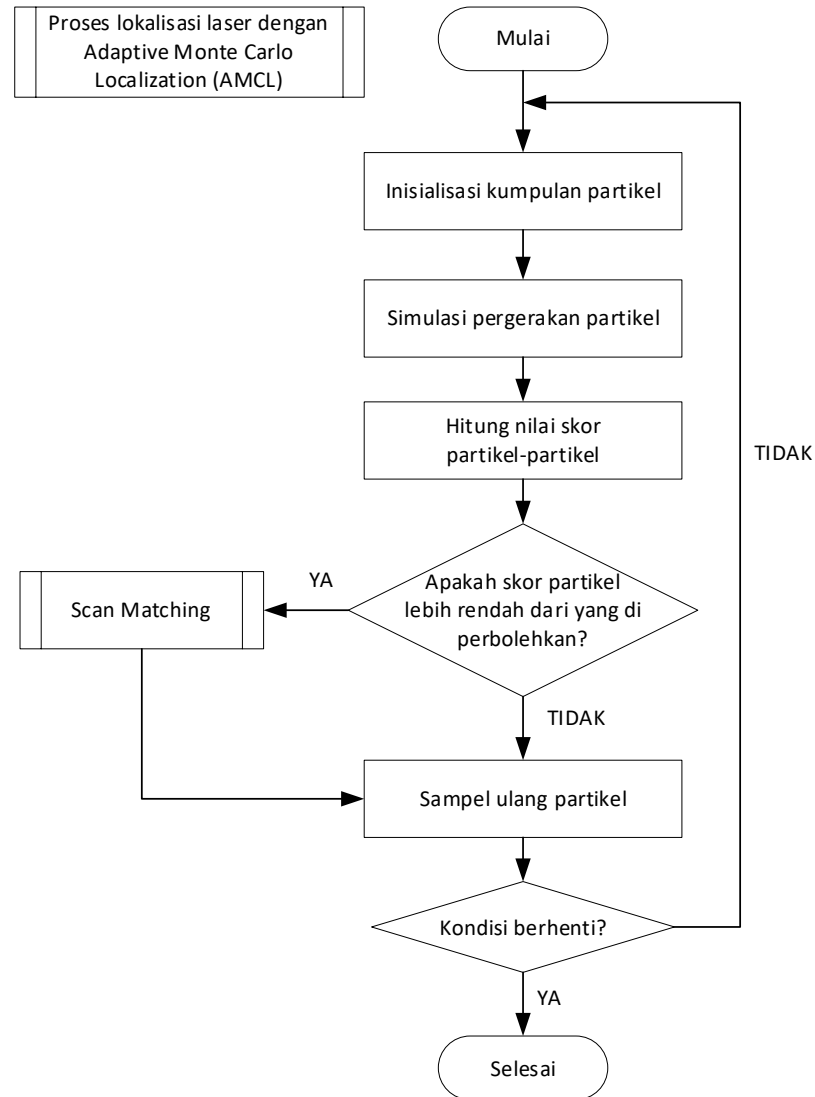 Proses lokalisasi laser dengan
Adaptive Monte Carlo
Localization (AMCL)
Mulai
Inisialisasi kumpulan partikel
Simulasi pergerakan partikel
Hitung nilai skor
partikel-partikel
TIDAK
Apakah skor partikel
lebih rendah dari yang di
perbolehkan?
YA
Scan Matching
TIDAK
Sampel ulang partikel
Kondisi berhenti?
YA
Selesai